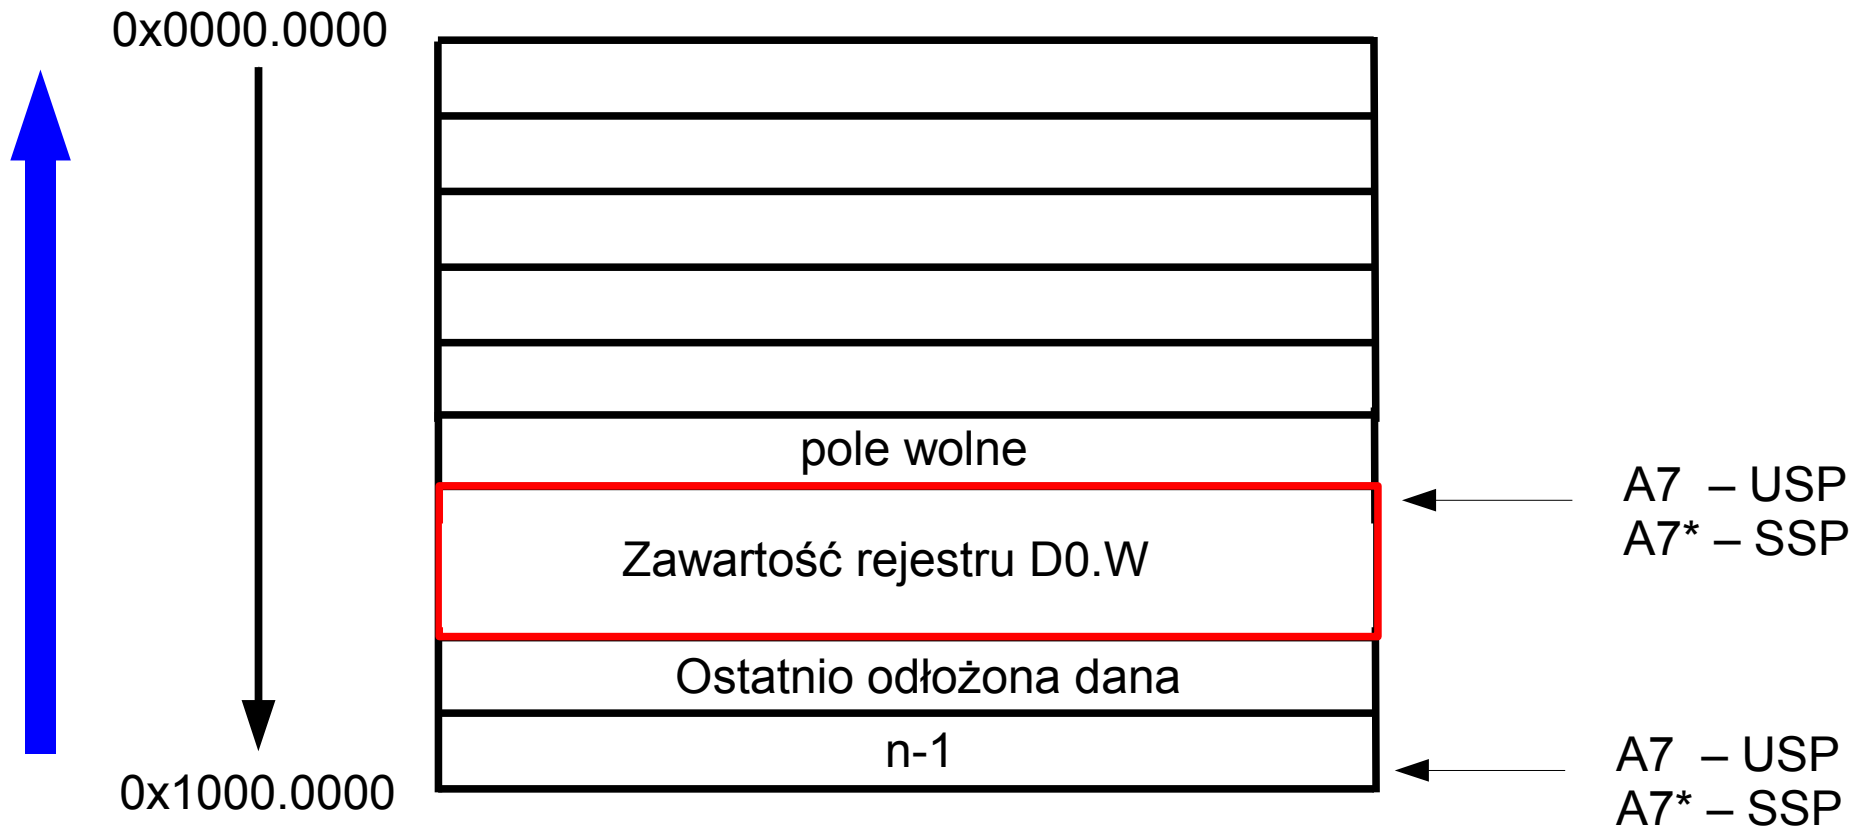 0x0000.0000
pole wolne
A7 – USP
A7* – SSP
Zawartość rejestru D0.W
Ostatnio odłożona dana
n-1
A7 – USP
A7* – SSP
0x1000.0000